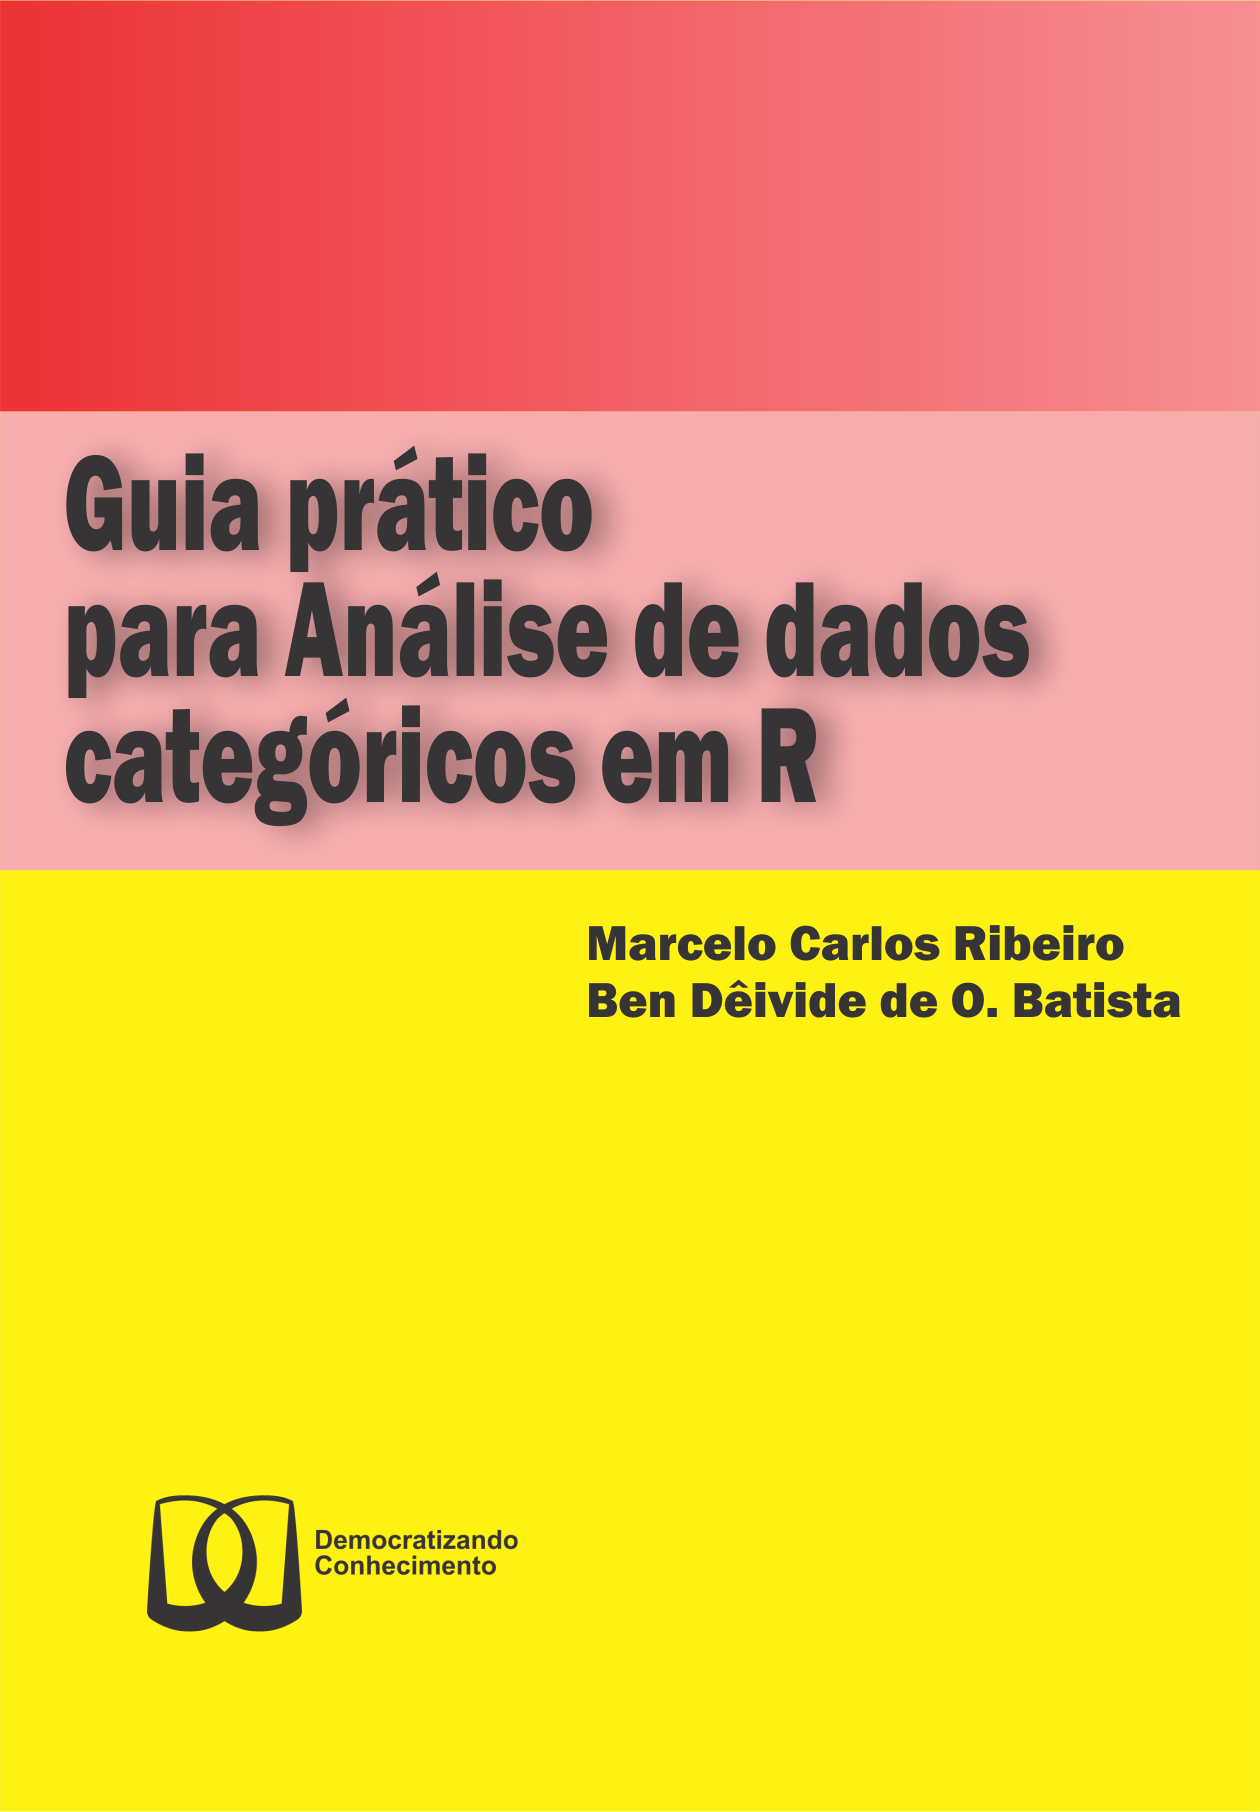 Guia prático
para Análise de dados
categóricos em R
Marcelo Carlos Ribeiro
Ben Dêivide de O. Batista
Democratizando
Conhecimento